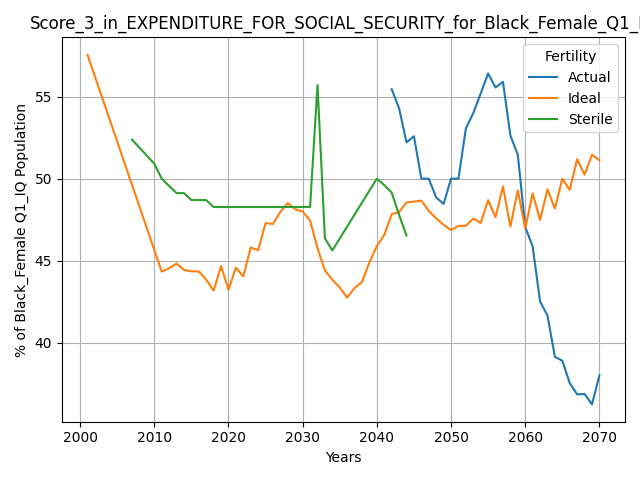 Score_3_in_EXPENDITURE_FOR_SOCIAL_SECURITY_for_Black_Female_Q1_
Fertility
Actual
Ideal
Sterile
% of Black_Female Q1_IQ Population
55
50
45
40
2000 2010 2020 2030 2040 2050 2060 2070
Years